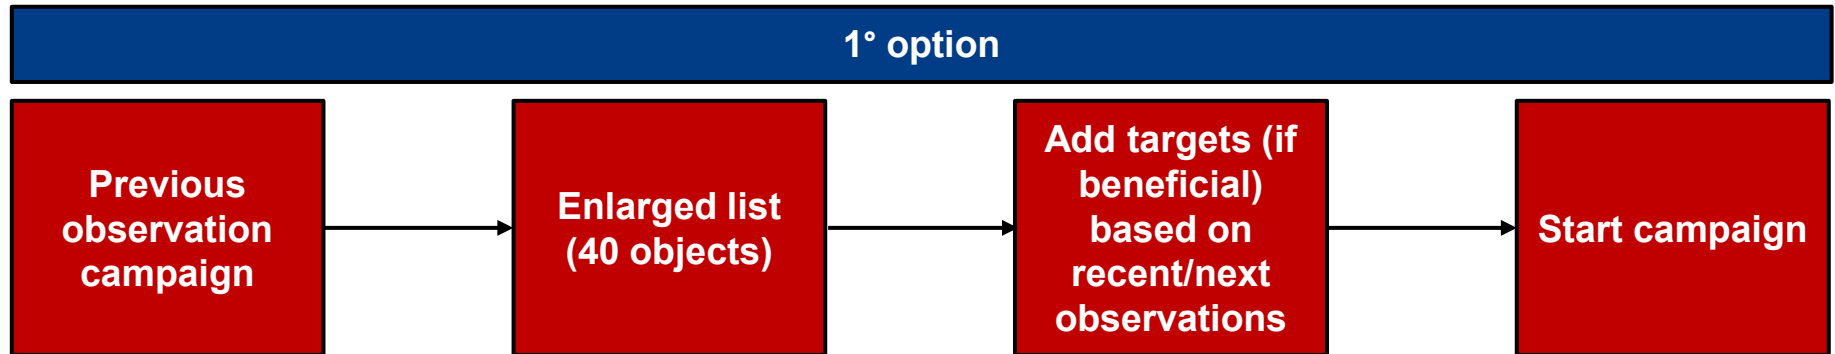 1° option
Previous
observation
campaign
Enlarged list
(40 objects)
Add targets (if
beneficial)
based on
recent/next
observations
Start campaign